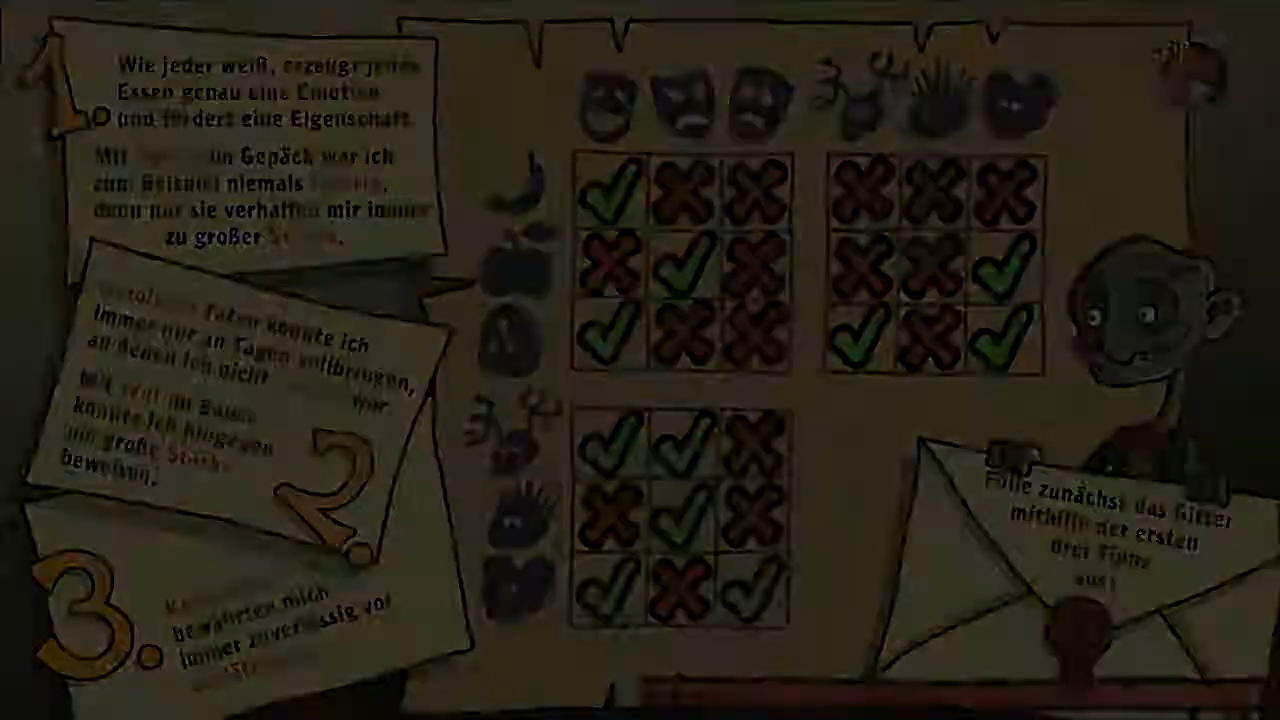 1.
Wie jeder weiß, erzeugt jedes
Essen genau eine Emotion
und fördert eine Eigenschaft.
Mit im Gepäck war ich
zum Beispiel niemals
denn nur sie verhalfen mir immer
zu großer
Taten konnte ich
immer nur an Tagen vollbringen,
an denen ich nicht
war.
Mit im Bauch
konnte ich hingegen
große Stärke
beweisen.
2.
3.
bewahrten mich
immer zuverlässig vor
Fülle zunächst das Gitter
mithilfe der ersten
drei Tipps
aus!